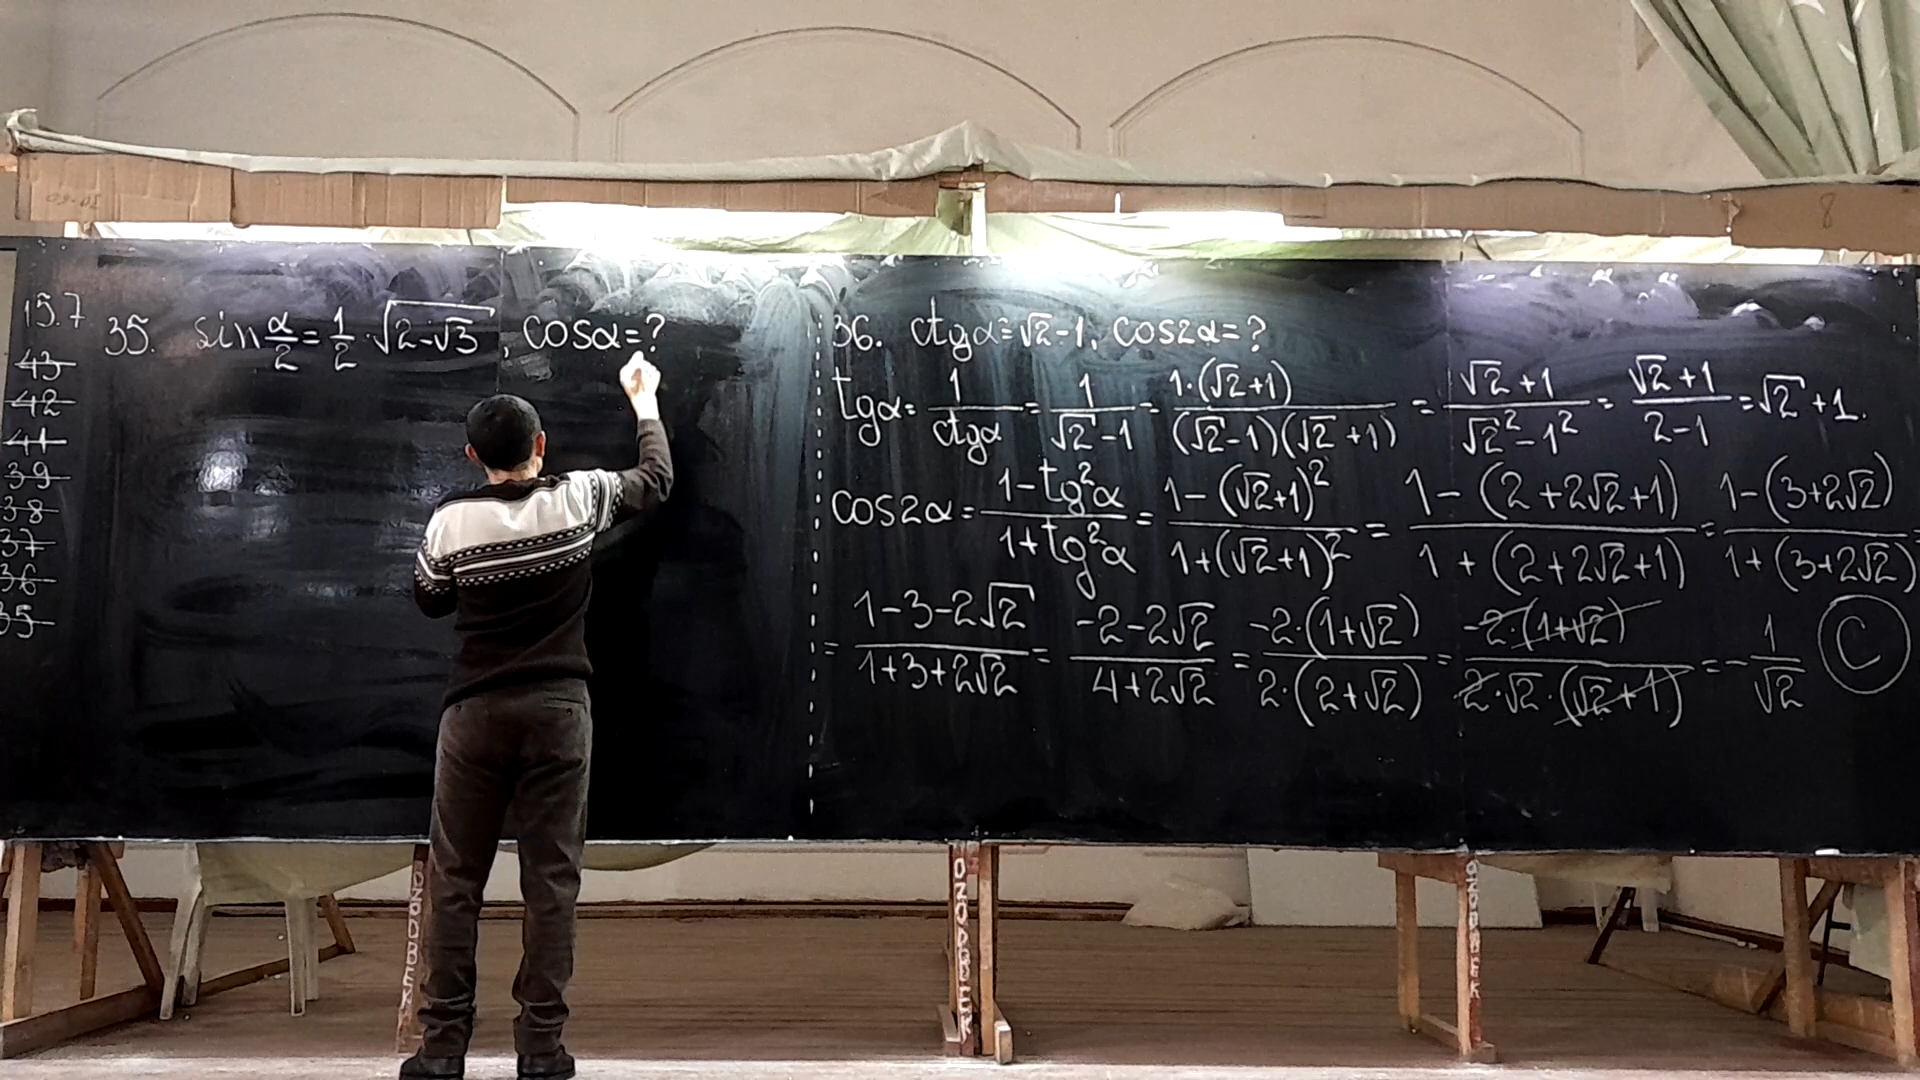 15.7
43
42
41
39
38
37
36
35
35. sin α/2 = 1/2 · √(2-√3), cosα=?
36. ctgα=√2-1, cos2α=?
tgα = 1/ctgα = 1/(√2-1) = 1·(√2+1)/((√2-1)(√2+1)) = (√2+1)/(√2²-1²) = (√2+1)/(2-1) = √2+1.
cos2α = (1-tg²α)/(1+tg²α) = (1-(√2+1)²)/(1+(√2+1)²) = (1-(2+2√2+1))/(1+(2+2√2+1)) = (1-(3+2√2))/(1+(3+2√2)) =
= (1-3-2√2)/(1+3+2√2) = (-2-2√2)/(4+2√2) = (-2·(1+√2))/(2·(2+√2)) = (-2·(1+√2))/(2·√2·(√2+1)) = -1/√2 C
8
OZODBEK
OZODBEK
OZODBEK